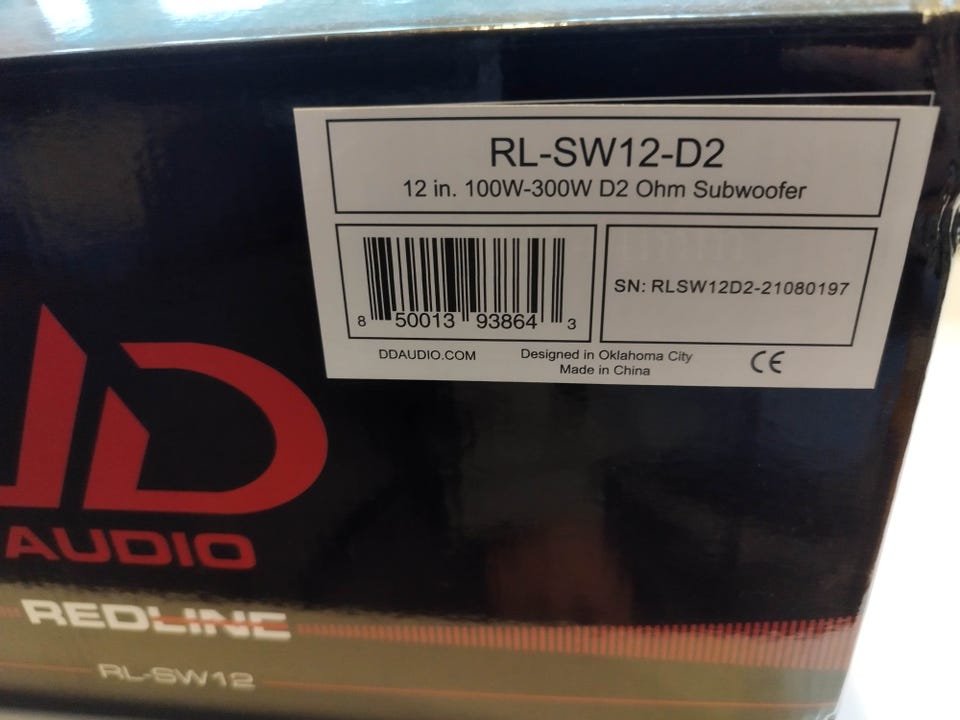 RL-SW12-D2
12 in. 100W-300W D2 Ohm Subwoofer
8 50013 93864 3
SN: RLSW12D2-21080197
DDAUDIO.COM
Designed in Oklahoma City
Made in China
CE
DD
AUDIO
REDLINE
RL-SW12